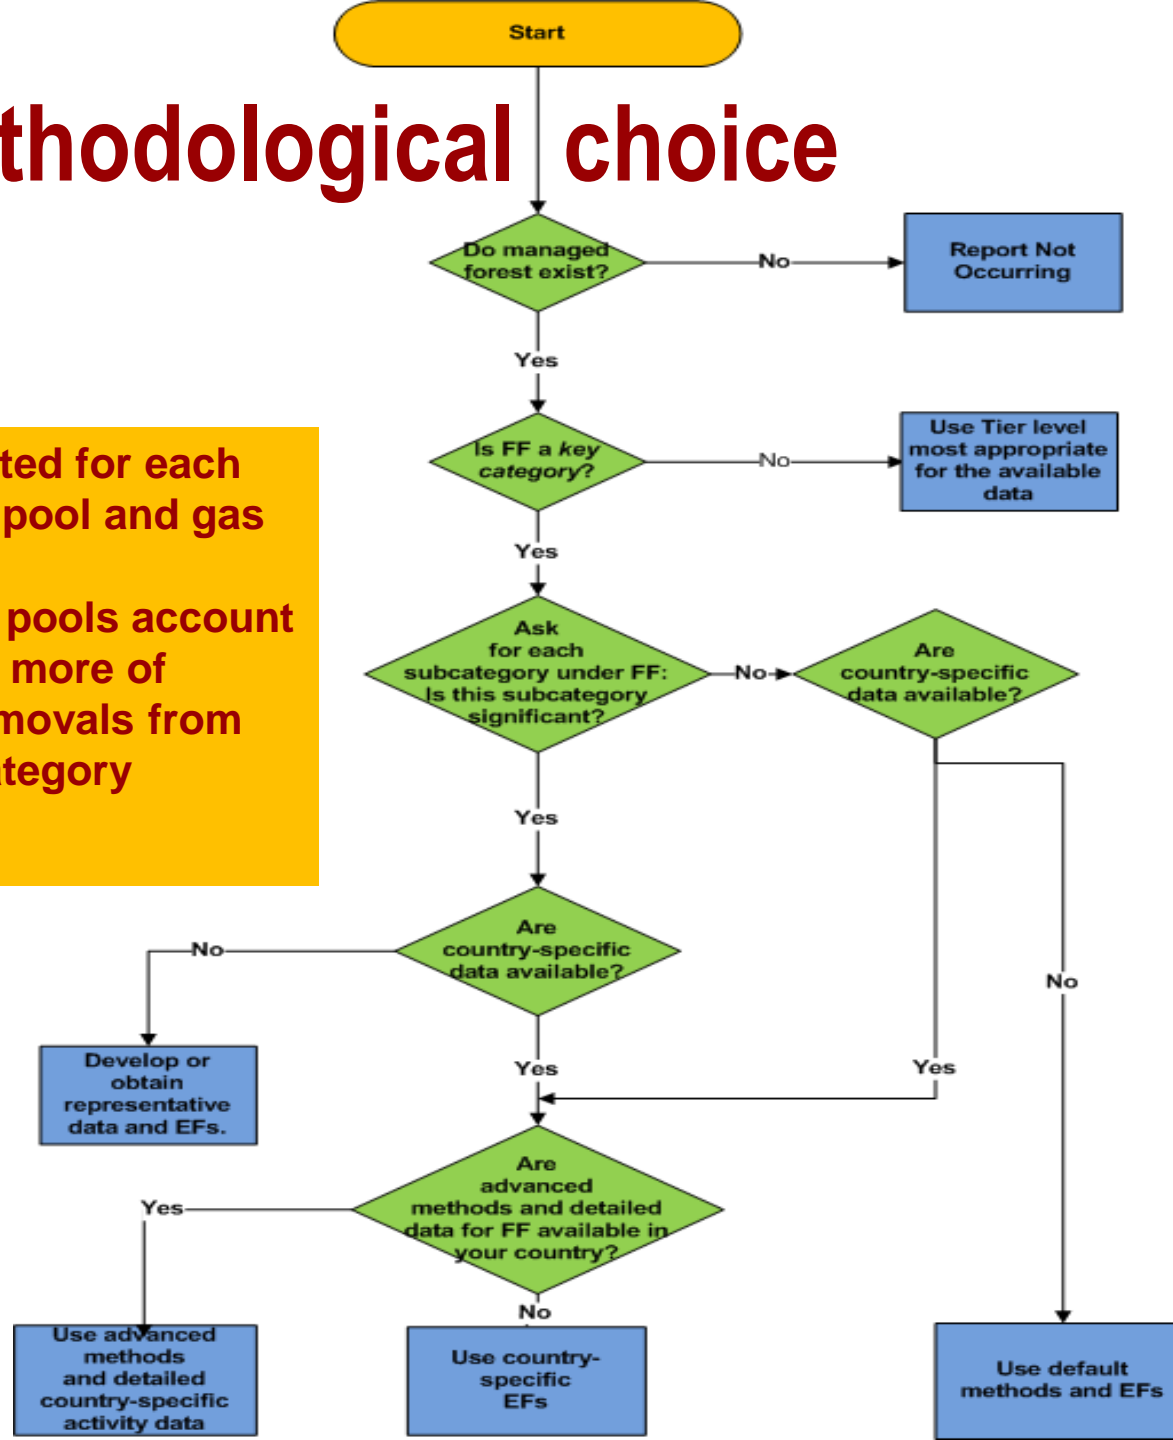 Start
thodological choice
Do managed
forest exist?
No
Report Not
Occurring
Yes
Is FF a key
category?
No
Use Tier level
most appropriate
for the available
data
ted for each
pool and gas
pools account
more of
movals from
ategory
Yes
Ask
for each
subcategory under FF:
Is this subcategory
significant?
No
Are
country-specific
data available?
Yes
Are
country-specific
data available?
No
No
Yes
Yes
Develop or
obtain
representative
data and EFs.
Are
advanced
methods and detailed
data for FF available in
your country?
Yes
No
Use advanced
methods
and detailed
country-specific
activity data
Use country-
specific
EFs
Use default
methods and EFs